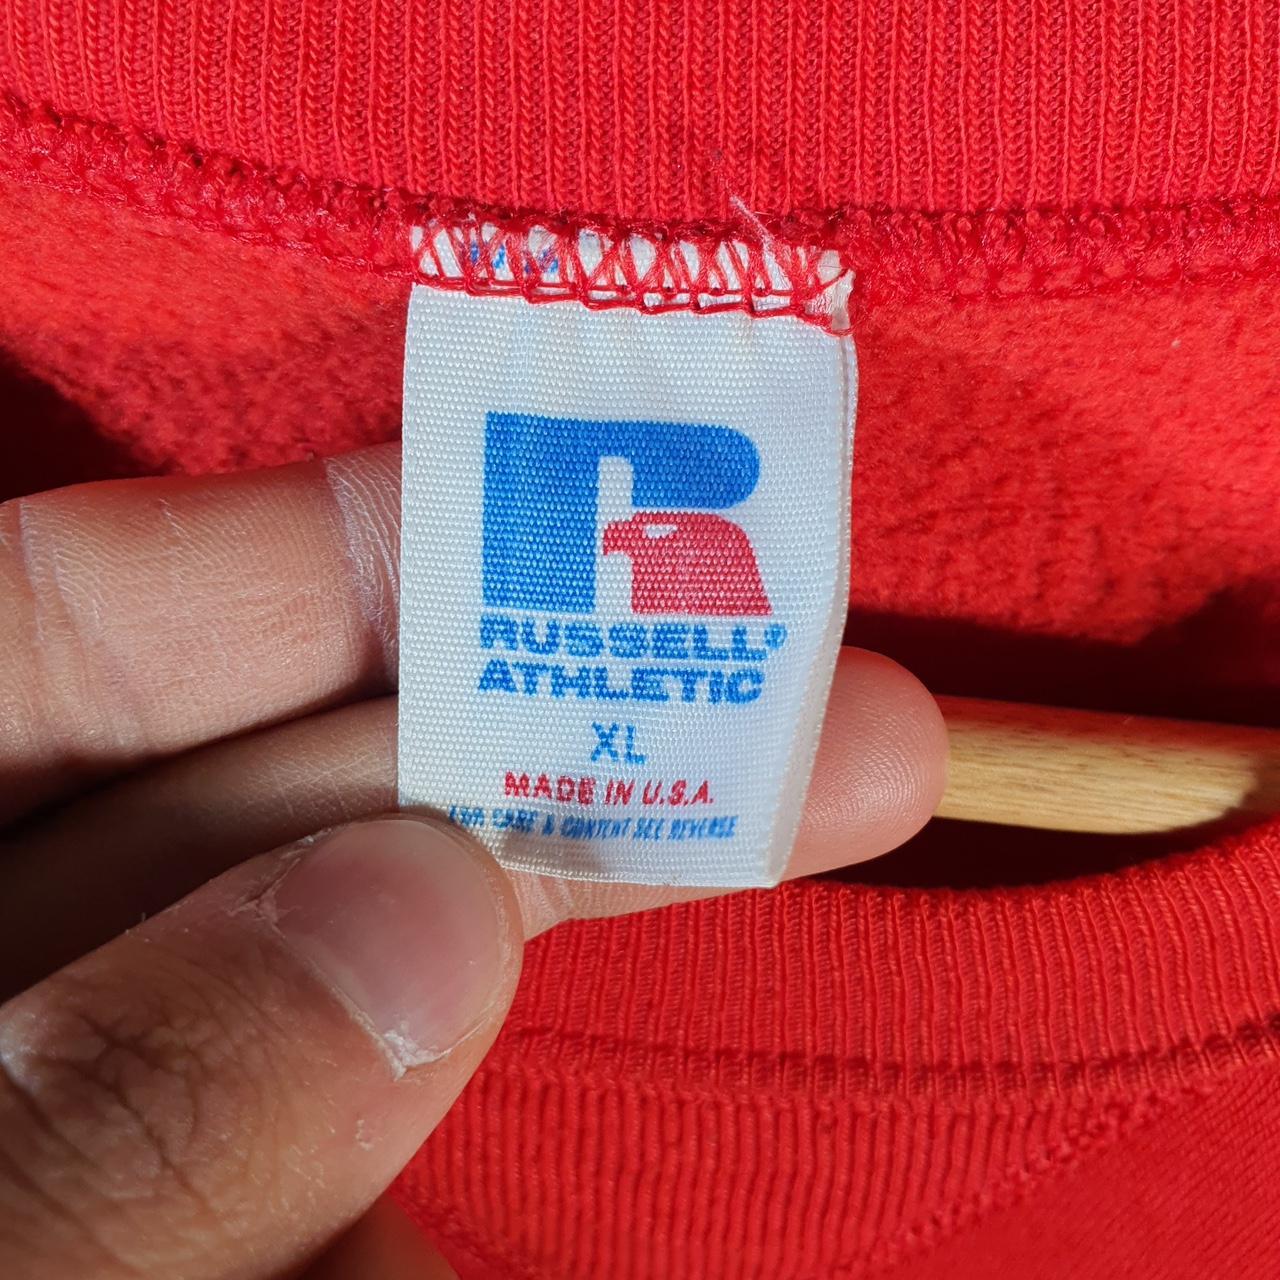 RUSSELL®
ATHLETIC
XL
MADE IN U.S.A.
FOR CARE & CONTENT SEE REVERSE